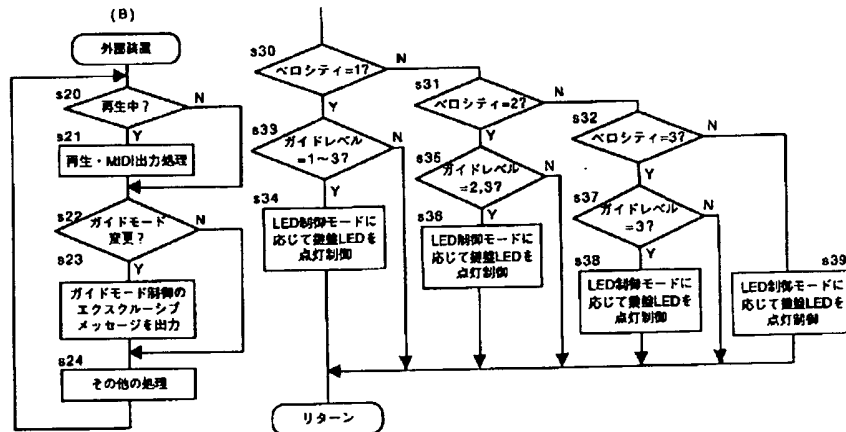 (B)
外部装置
s20
再生中？
N
Y
s21
再生・MIDI出力処理
s22
ガイドモード
変更？
N
Y
s23
ガイドモード制御の
エクスクルーシブ
メッセージを出力
s24
その他の処理
s30
ベロシティ=1?
N
Y
s31
ベロシティ=2?
N
Y
s32
ベロシティ=3?
N
Y
s33
ガイドレベル
=1～3?
N
Y
s34
LED制御モードに
応じて鍵盤LEDを
点灯制御
s35
ガイドレベル
=2,3?
N
Y
s36
LED制御モードに
応じて鍵盤LEDを
点灯制御
s37
ガイドレベル
=3?
N
Y
s38
LED制御モードに
応じて鍵盤LEDを
点灯制御
s39
LED制御モードに
応じて鍵盤LEDを
点灯制御
リターン